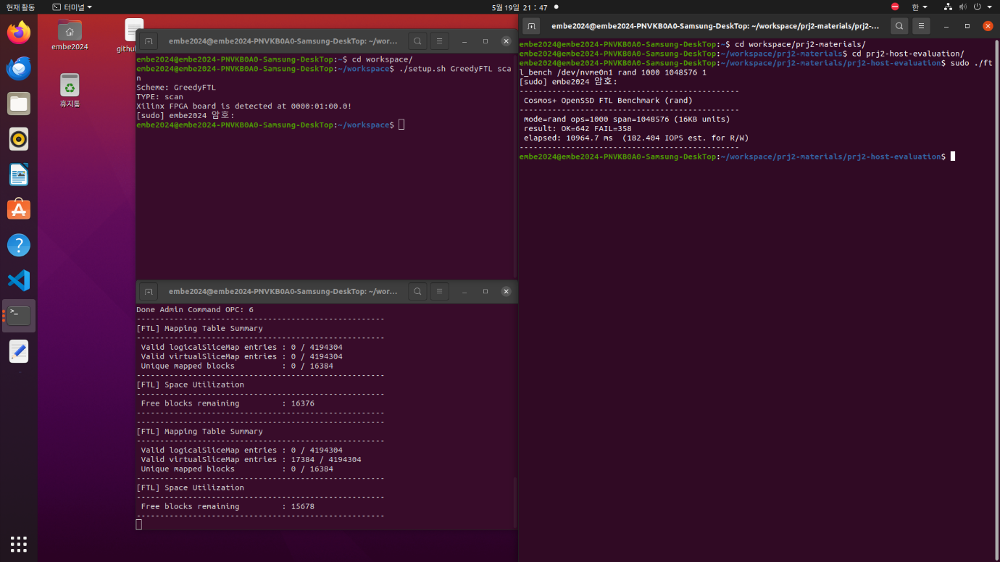 현재 활동
터미널
5월 19일 21 : 47
한
embe2024
휴지통
embe2024@embe2024-PNVKB0A0-Samsung-DeskTop: ~/wor...
embe2024@embe2024-PNVKB0A0-Samsung-DeskTop:~$ cd workspace/
embe2024@embe2024-PNVKB0A0-Samsung-DeskTop:~/workspace$ ./setup.sh GreedyFTL sca
n
Scheme: GreedyFTL
TYPE: scan
Xilinx FPGA board is detected at 0000:01:00.0!
[sudo] embe2024 암호:
embe2024@embe2024-PNVKB0A0-Samsung-DeskTop:~/workspace$
embe2024@embe2024-PNVKB0A0-Samsung-DeskTop: ~/wor...
Done Admin Command OPC: 6
-----------------------------------------------------
[FTL] Mapping Table Summary
-----------------------------------------------------
Valid logicalSliceMap entries : 0 / 4194304
Valid virtualSliceMap entries : 0 / 4194304
Unique mapped blocks : 0 / 16384
-----------------------------------------------------
[FTL] Space Utilization
-----------------------------------------------------
Free blocks remaining : 16376
-----------------------------------------------------
-----------------------------------------------------
[FTL] Mapping Table Summary
-----------------------------------------------------
Valid logicalSliceMap entries : 0 / 4194304
Valid virtualSliceMap entries : 17384 / 4194304
Unique mapped blocks : 0 / 16384
-----------------------------------------------------
[FTL] Space Utilization
-----------------------------------------------------
Free blocks remaining : 15678
-----------------------------------------------------
embe2024@embe2024-PNVKB0A0-Samsung-DeskTop: ~/workspace/prj2-materials/prj2-...
embe2024@embe2024-PNVKB0A0-Samsung-DeskTop:~$ cd workspace/prj2-materials/
embe2024@embe2024-PNVKB0A0-Samsung-DeskTop:~/workspace/prj2-materials$ cd prj2-host-evaluation/
embe2024@embe2024-PNVKB0A0-Samsung-DeskTop:~/workspace/prj2-materials/prj2-host-evaluation$ sudo ./ft
l_bench /dev/nvme0n1 rand 1000 1048576 1
[sudo] embe2024 암호:
-----------------------------------------------
Cosmos+ OpenSSD FTL Benchmark (rand)
-----------------------------------------------
mode=rand ops=1000 span=1048576 (16KB units)
result: OK=642 FAIL=358
elapsed: 10964.7 ms (182.404 IOPS est. for R/W)
-----------------------------------------------
embe2024@embe2024-PNVKB0A0-Samsung-DeskTop:~/workspace/prj2-materials/prj2-host-evaluation$